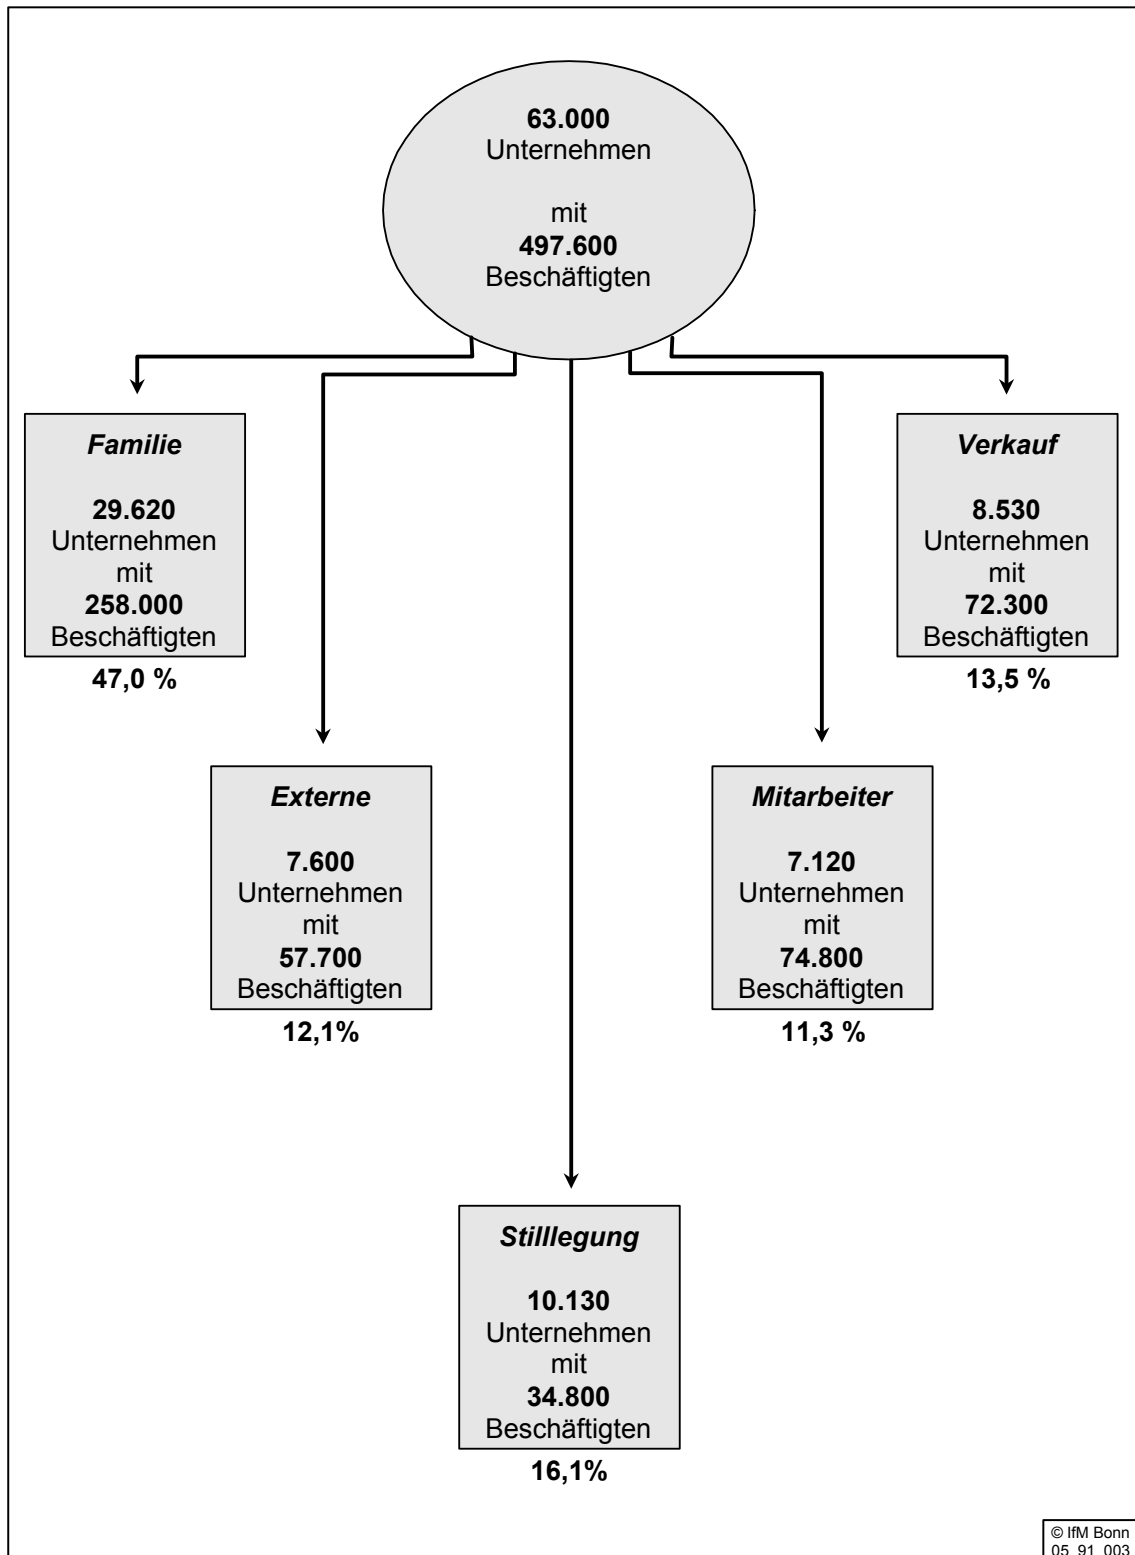 63.000
Unternehmen
mit
497.600
Beschäftigten
Familie
29.620
Unternehmen
mit
258.000
Beschäftigten
47,0 %
Verkauf
8.530
Unternehmen
mit
72.300
Beschäftigten
13,5 %
Externe
7.600
Unternehmen
mit
57.700
Beschäftigten
12,1%
Mitarbeiter
7.120
Unternehmen
mit
74.800
Beschäftigten
11,3 %
Stilllegung
10.130
Unternehmen
mit
34.800
Beschäftigten
16,1%
© IfM Bonn
05 91 003